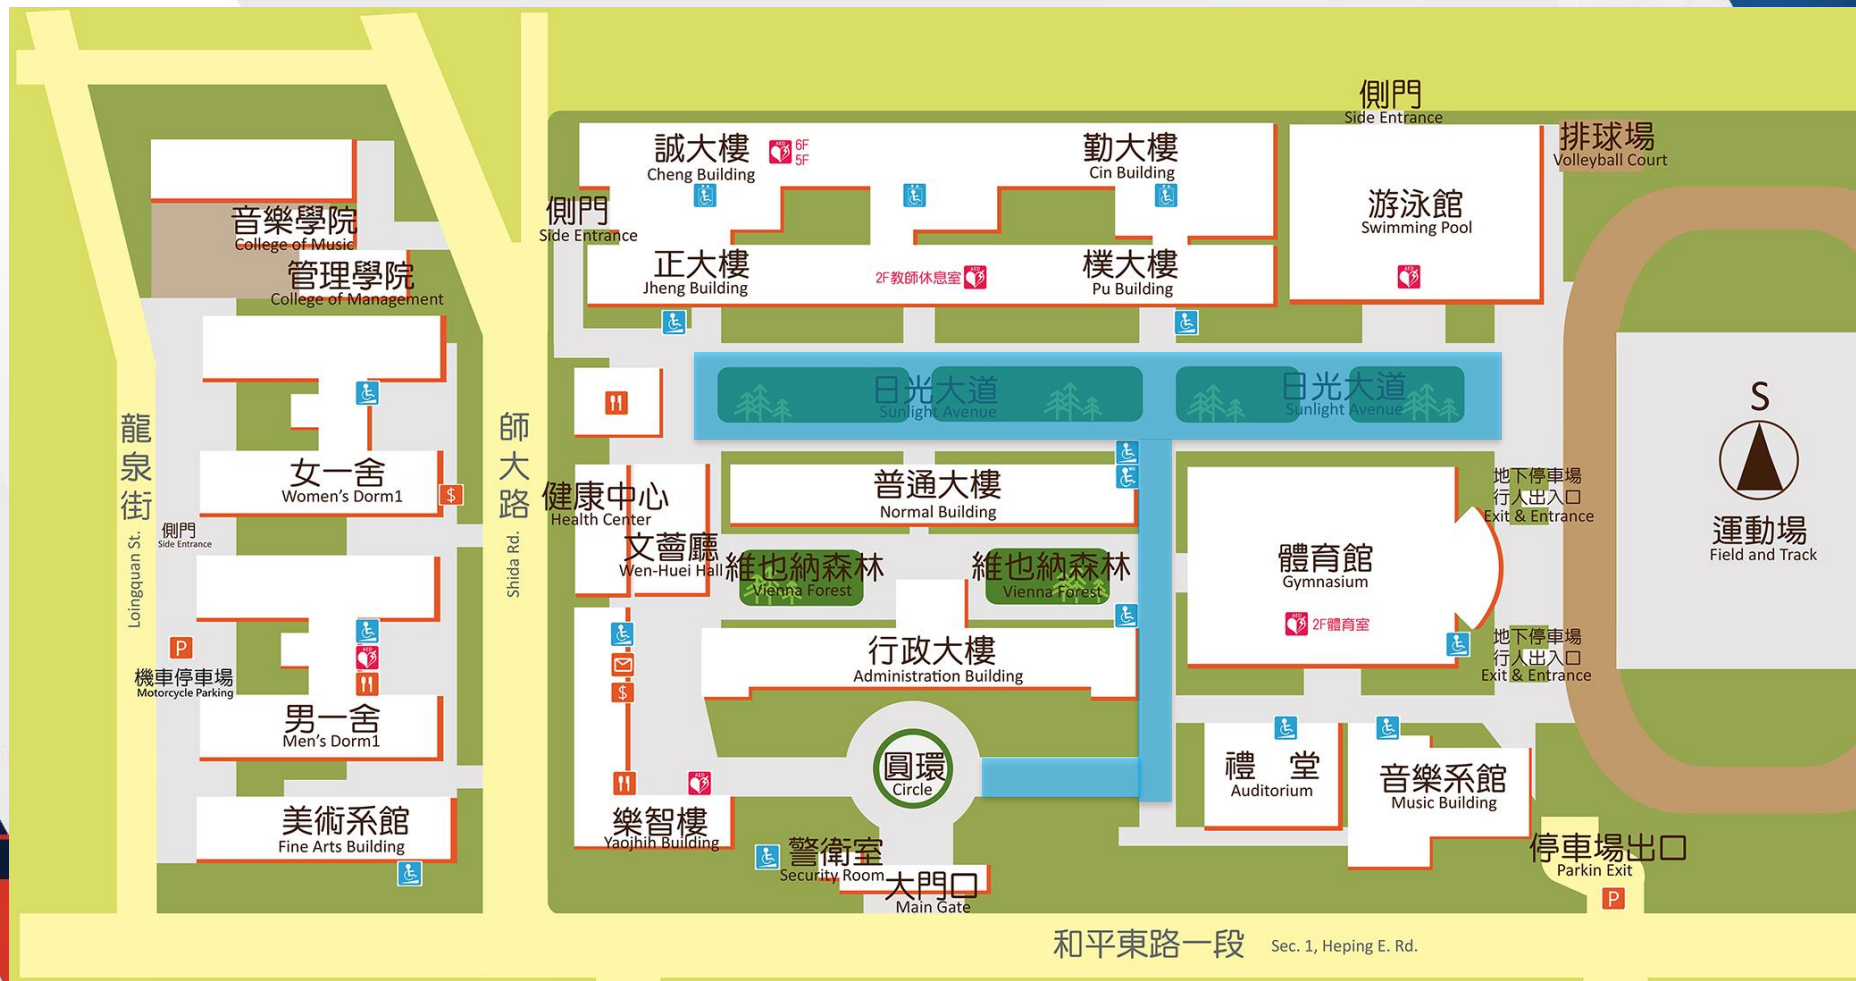 側門
Side Entrance
排球場
Volleyball Court
誠大樓
Cheng Building
AED
6F
5F
勤大樓
Cin Building
游泳館
Swimming Pool
AED
側門
Side Entrance
音樂學院
College of Music
管理學院
College of Management
正大樓
Jheng Building
2F教師休息室
AED
樸大樓
Pu Building
日光大道
Sunlight Avenue
日光大道
Sunlight Avenue
S
運動場
Field and Track
龍泉街
Loingquan St.
師大路
Shida Rd.
女一舍
Women's Dorm1
$
側門
Side Entrance
健康中心
Health Center
文薈廳
Wen-Huei Hall
普通大樓
Normal Building
維也納森林
Vienna Forest
維也納森林
Vienna Forest
體育館
Gymnasium
AED
2F體育室
地下停車場
行人出入口
Exit & Entrance
地下停車場
行人出入口
Exit & Entrance
P
機車停車場
Motorcycle Parking
AED
男一舍
Men's Dorm1
$
行政大樓
Administration Building
圓環
Circle
禮 堂
Auditorium
音樂系館
Music Building
美術系館
Fine Arts Building
AED
樂智樓
Yaojhih Building
警衛室
Security Room
大門口
Main Gate
停車場出口
Parkin Exit
P
和平東路一段
Sec. 1, Heping E. Rd.